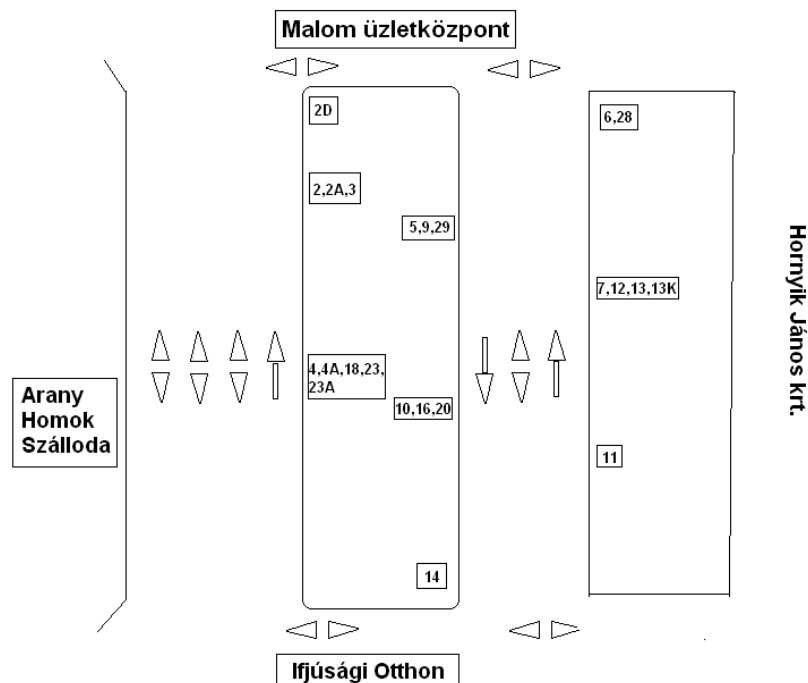 Malom üzletközpont
2D
6,28
2,2A,3
5,9,29
7,12,13,13K
Hornyik János krt.
4,4A,18,23,
23A
Arany
Homok
Szálloda
10,16,20
11
14
Ifjúsági Otthon